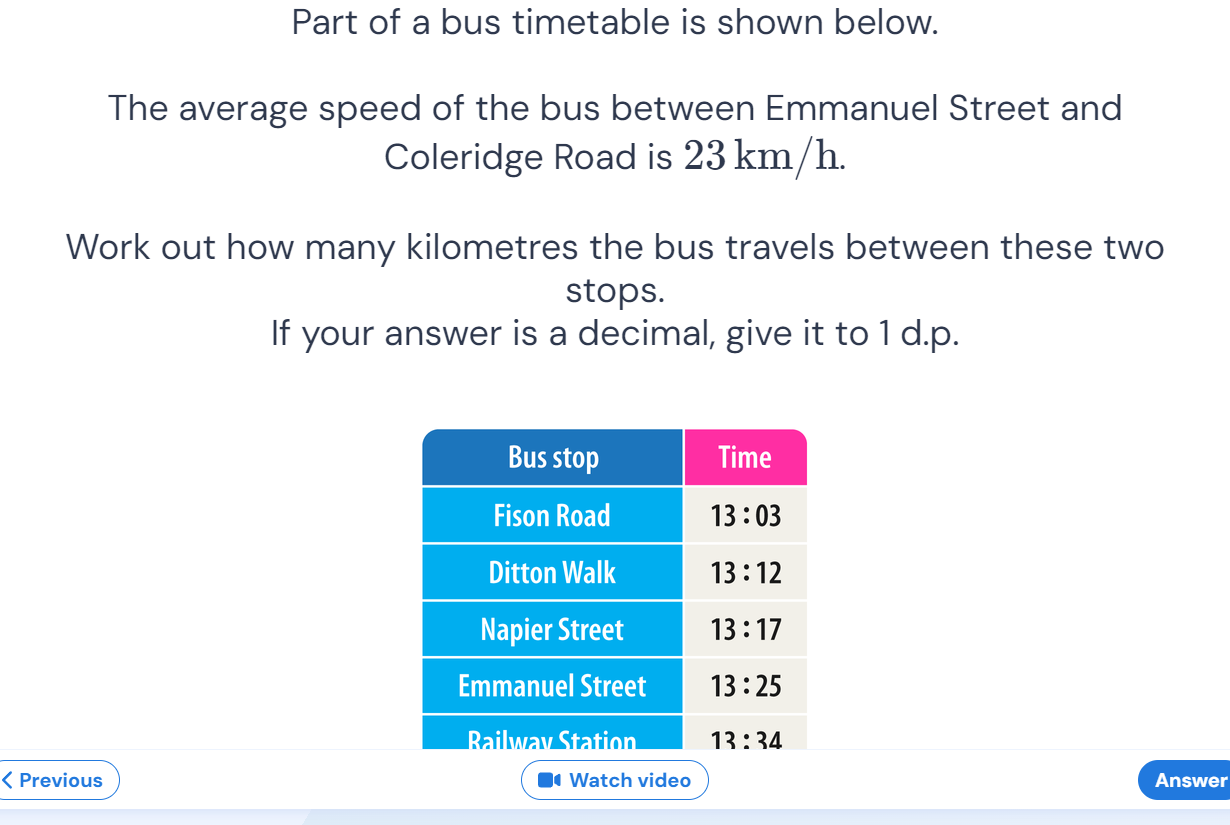 Part of a bus timetable is shown below.
The average speed of the bus between Emmanuel Street and
Coleridge Road is 23 km/h.
Work out how many kilometres the bus travels between these two
stops.
If your answer is a decimal, give it to 1 d.p.
Bus stop Time
Fison Road 13 : 03
Ditton Walk 13 : 12
Napier Street 13 : 17
Emmanuel Street 13 : 25
Railway Station 13 : 34
Previous Watch video Answer